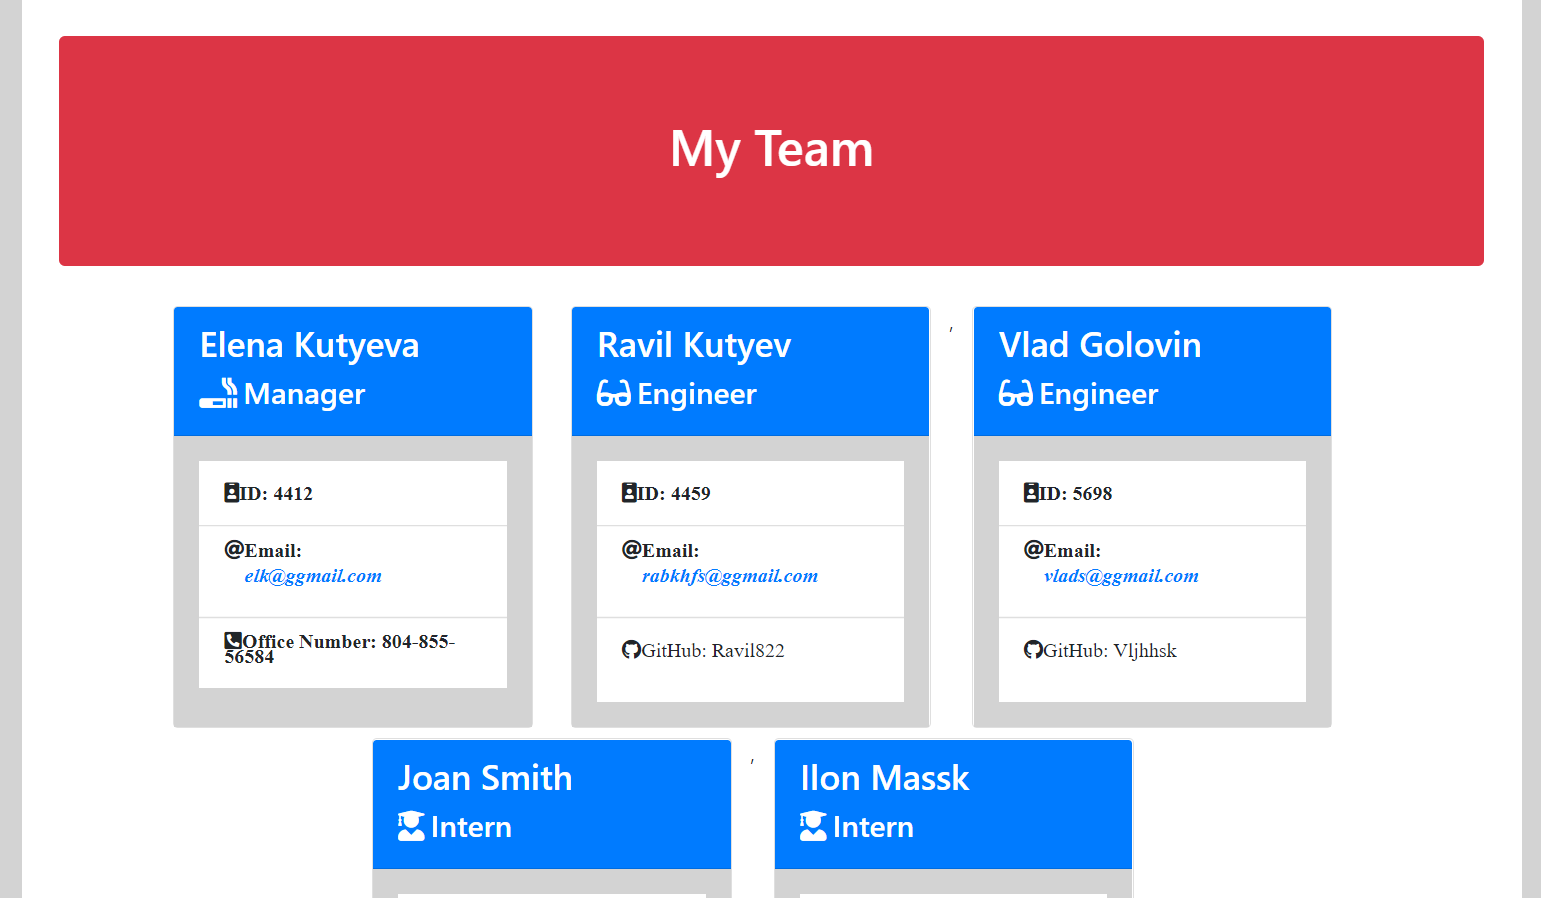 My Team
Elena Kutyeva
Manager
ID: 4412
@Email:
elk@ggmail.com
Office Number: 804-855-
56584
Ravil Kutyev
Engineer
ID: 4459
@Email:
rabkhfs@ggmail.com
GitHub: Ravil822
,
Vlad Golovin
Engineer
ID: 5698
@Email:
vlads@ggmail.com
GitHub: Vljhhsk
Joan Smith
Intern
,
Ilon Massk
Intern